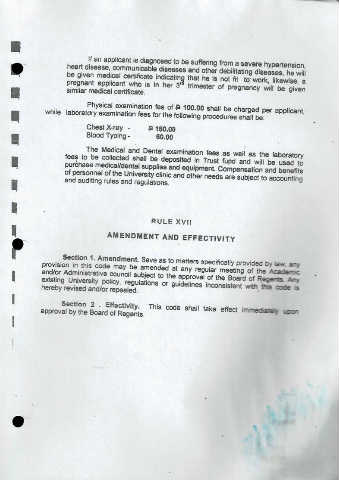 If an applicant is diagnosed to be suffering from a severe hypertension,
heart disease, communicable diseases and other debilitating diseases, he will
be given medical certificate indicating that he is not fit to work, likewise, a
pregnant applicant who is in her 3rd trimester of pregnancy will be given
similar medical certificate.
Physical examination fee of ₱ 100.00 shall be charged per applicant,
while laboratory examination fees for the following procedures shall be:
Chest X-ray - ₱ 150.00
Blood Typing - 60.00
The Medical and Dental examination fees as well as the laboratory
fees to be collected shall be deposited in Trust fund and will be used to
purchase medical/dental supplies and equipment. Compensation and benefits
of personnel of the University clinic and other needs are subject to accounting
and auditing rules and regulations.
RULE XVII
AMENDMENT AND EFFECTIVITY
Section 1. Amendment. Save as to matters specifically provided by law, any
provision in this code may be amended at any regular meeting of the Academic
and/or Administrative council subject to the approval of the Board of Regents. Any
existing University policy, regulations or guidelines inconsistent with this code is
hereby revised and/or repealed.
Section 2 . Effectivity. This code shall take effect immediately upon
approval by the Board of Regents